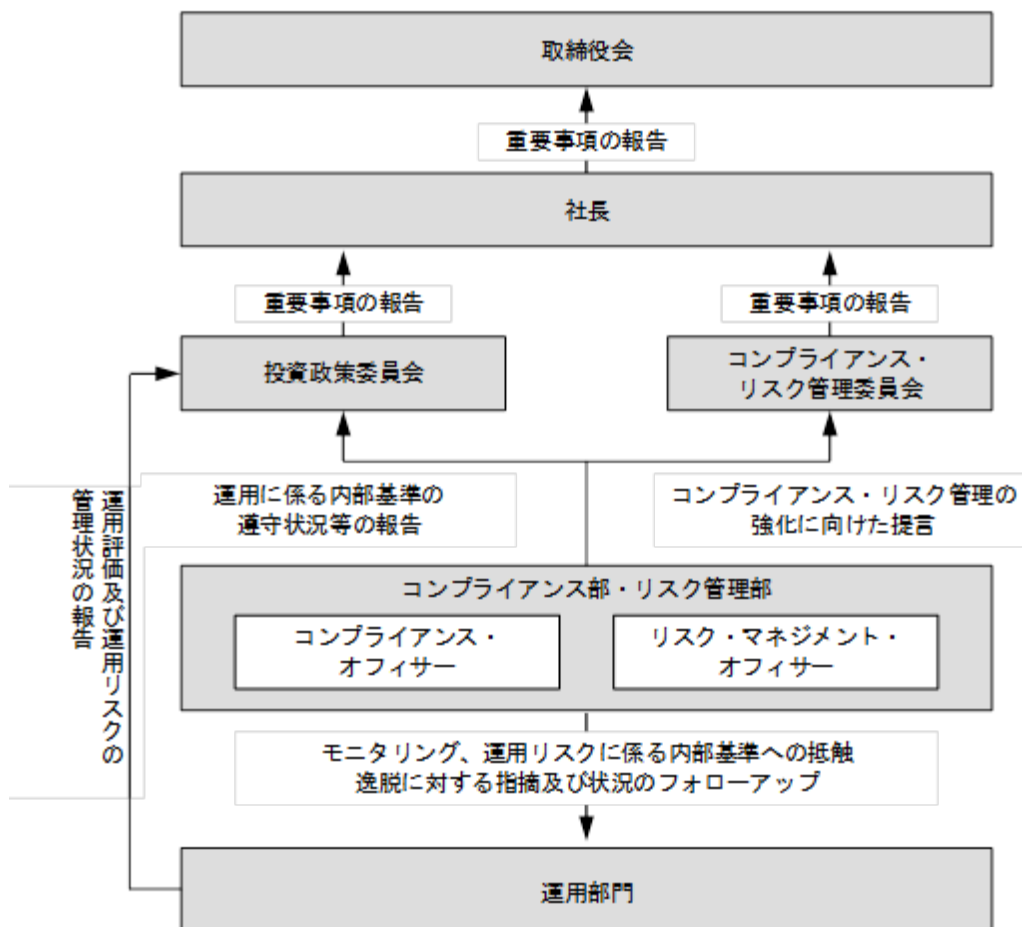 取締役会
重要事項の報告
社長
重要事項の報告
重要事項の報告
投資政策委員会
コンプライアンス・
リスク管理委員会
運用評価及び運用リスクの
管理状況の報告
運用に係る内部基準の
遵守状況等の報告
コンプライアンス・リスク管理の
強化に向けた提言
コンプライアンス部・リスク管理部
コンプライアンス・
オフィサー
リスク・マネジメント・
オフィサー
モニタリング、運用リスクに係る内部基準への抵触
逸脱に対する指摘及び状況のフォローアップ
運用部門